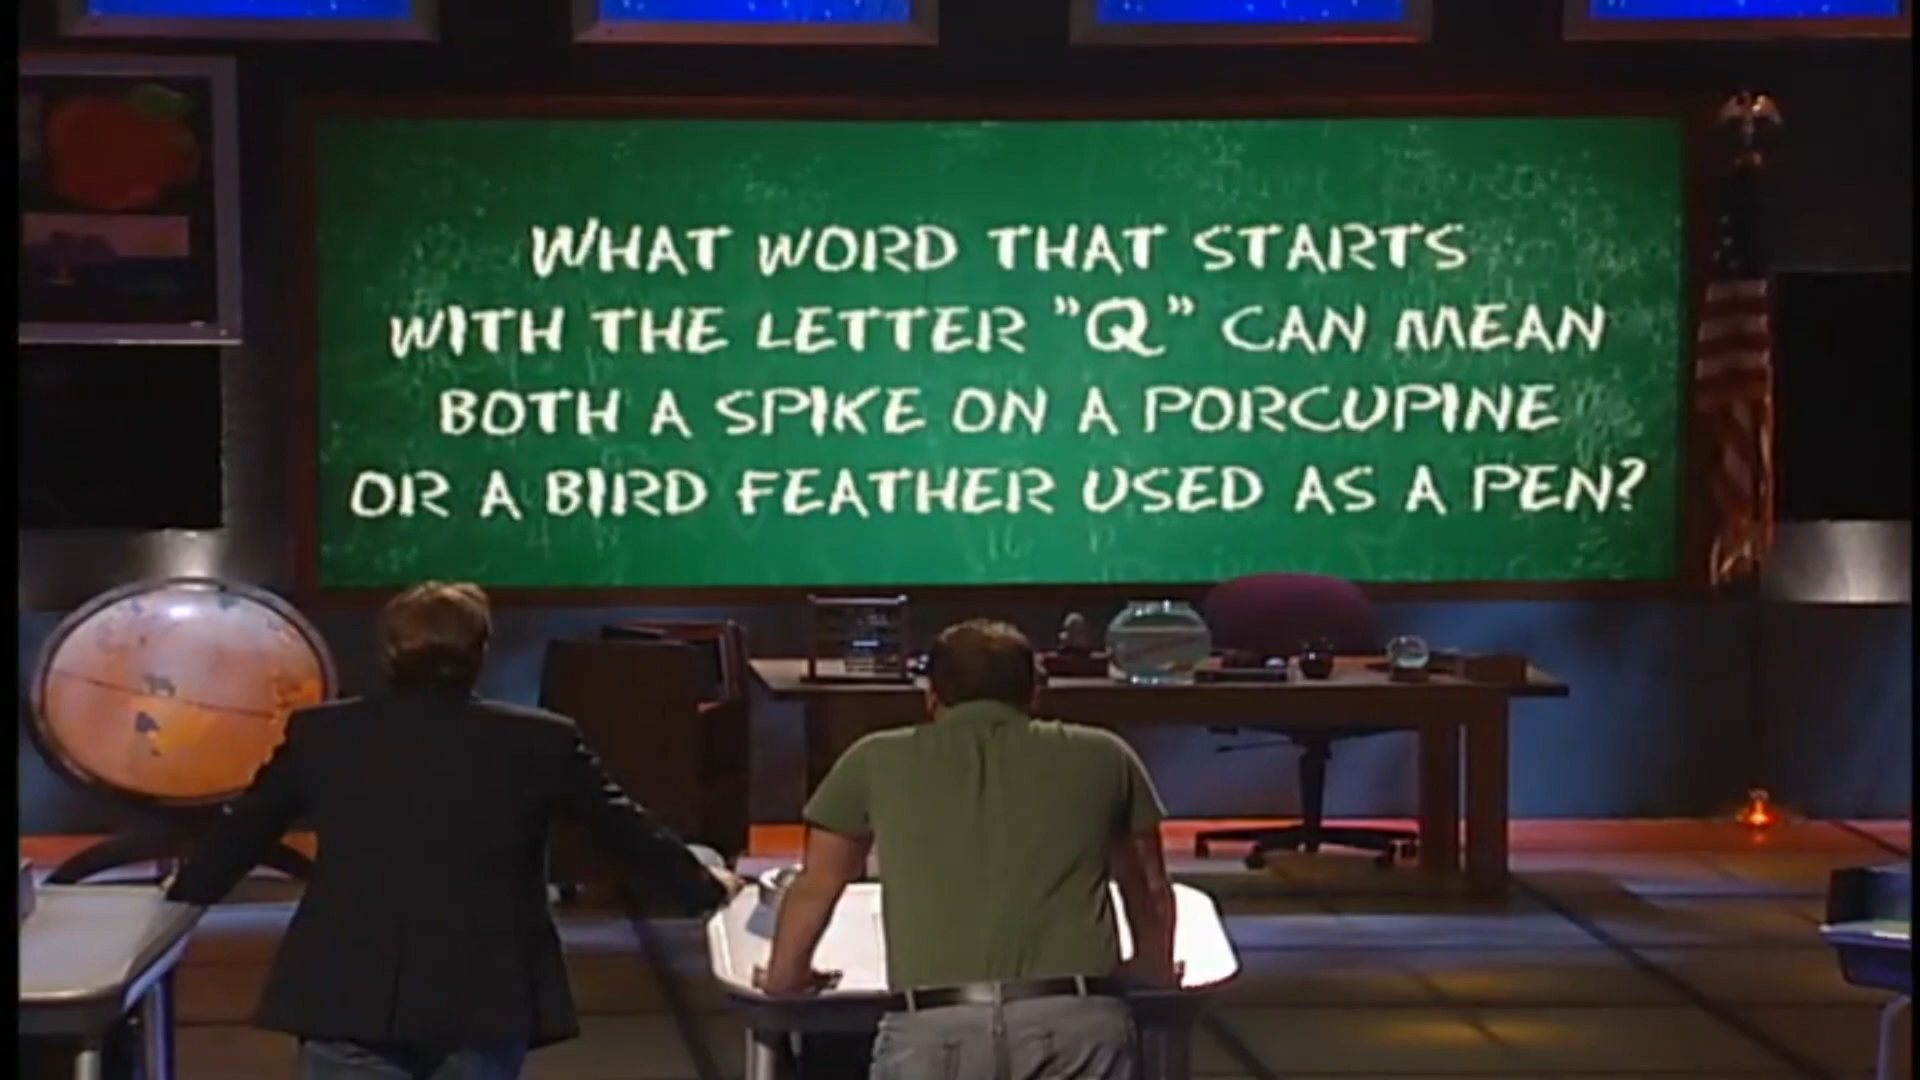 WHAT WORD THAT STARTS
WITH THE LETTER "Q" CAN MEAN
BOTH A SPIKE ON A PORCUPINE
OR A BIRD FEATHER USED AS A PEN?